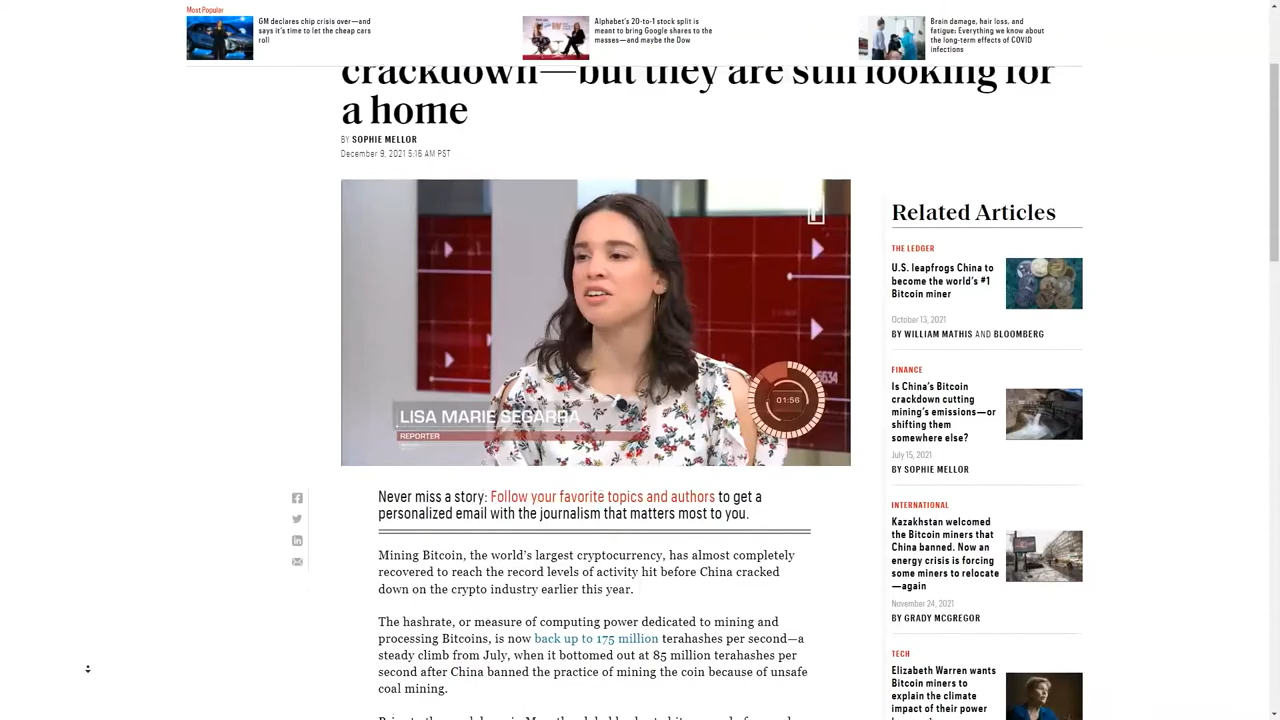 Most Popular
GM declares chip crisis over—and
says it's time to let the cheap cars
roll
Alphabet's 20-to-1 stock split is
meant to bring Google shares to the
masses—and maybe the Dow
Brain damage, hair loss, and
fatigue: Everything we know about
the long-term effects of COVID
infections
crackdown—but they are still looking for
a home
BY SOPHIE MELLOR
December 9, 2021 5:16 AM PST
LISA MARIE SEGARRA
REPORTER
01:56
5634
Never miss a story: Follow your favorite topics and authors to get a
personalized email with the journalism that matters most to you.
Mining Bitcoin, the world's largest cryptocurrency, has almost completely
recovered to reach the record levels of activity hit before China cracked
down on the crypto industry earlier this year.
The hashrate, or measure of computing power dedicated to mining and
processing Bitcoins, is now back up to 175 million terahashes per second—a
steady climb from July, when it bottomed out at 85 million terahashes per
second after China banned the practice of mining the coin because of unsafe
coal mining.
Related Articles
THE LEDGER
U.S. leapfrogs China to
become the world's #1
Bitcoin miner
October 13, 2021
BY WILLIAM MATHIS AND BLOOMBERG
FINANCE
Is China's Bitcoin
crackdown cutting
mining's emissions—or
shifting them
somewhere else?
July 15, 2021
BY SOPHIE MELLOR
INTERNATIONAL
Kazakhstan welcomed
the Bitcoin miners that
China banned. Now an
energy crisis is forcing
some miners to relocate
—again
November 24, 2021
BY GRADY MCGREGOR
TECH
Elizabeth Warren wants
Bitcoin miners to
explain the climate
impact of their power